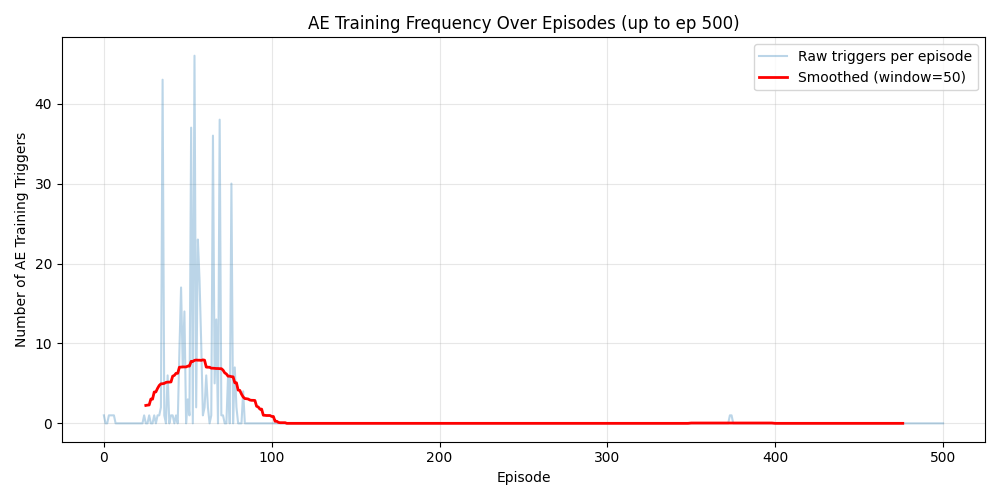 AE Training Frequency Over Episodes (up to ep 500)
Raw triggers per episode
Smoothed (window=50)
Number of AE Training Triggers
40
30
20
10
0
0 100 200 300 400 500
Episode